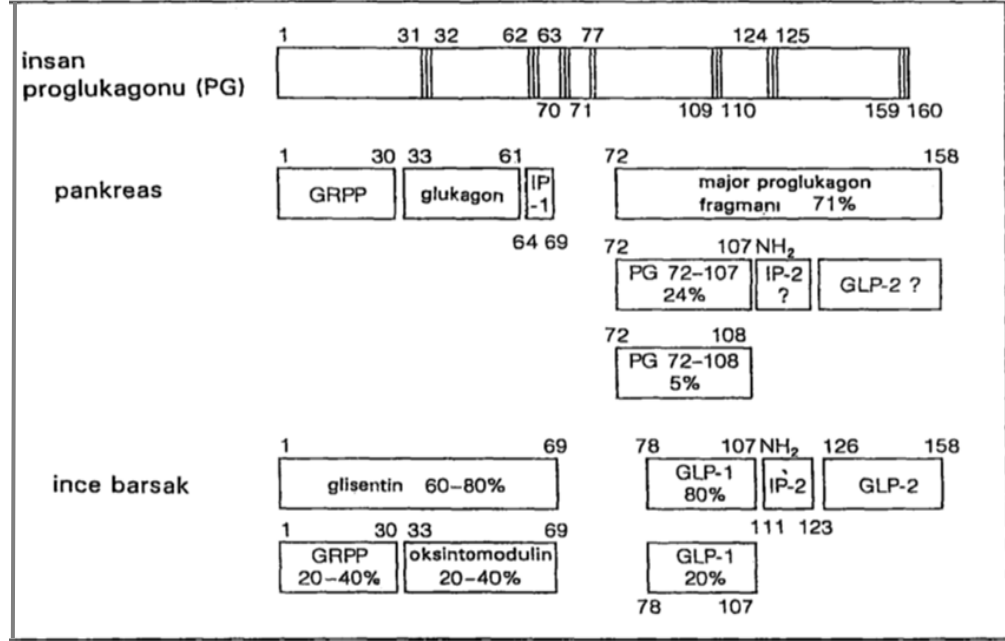 1 31 32 62 63 77 124 125
insan
proglukagonu (PG)
70 71 109 110 159 160
1 30 33 61 72 158
pankreas
GRPP
glukagon
IP
-1
major proglukagon
fragmanı 71%
64 69
72 107 NH₂
PG 72–107
24%
IP-2
?
GLP-2 ?
72 108
PG 72–108
5%
1 69 78 107 NH₂ 126 158
ince barsak
glisentin 60–80%
GLP-1
80%
IP-2
GLP-2
111 123
1 30 33 69
GRPP
20–40%
oksintomodulin
20–40%
GLP-1
20%
78 107